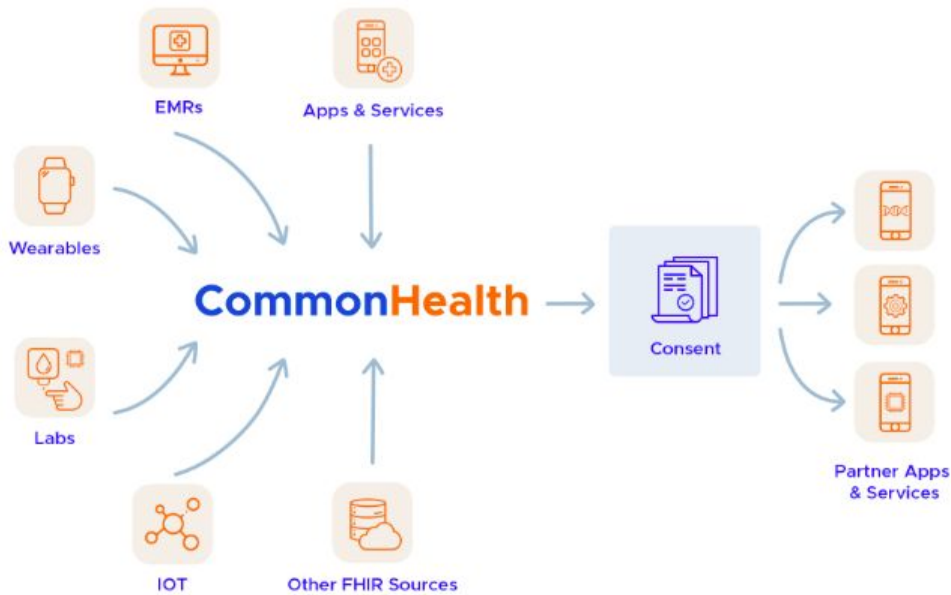 EMRs
Apps & Services
Wearables
CommonHealth
Consent
Labs
Partner Apps
& Services
IOT
Other FHIR Sources